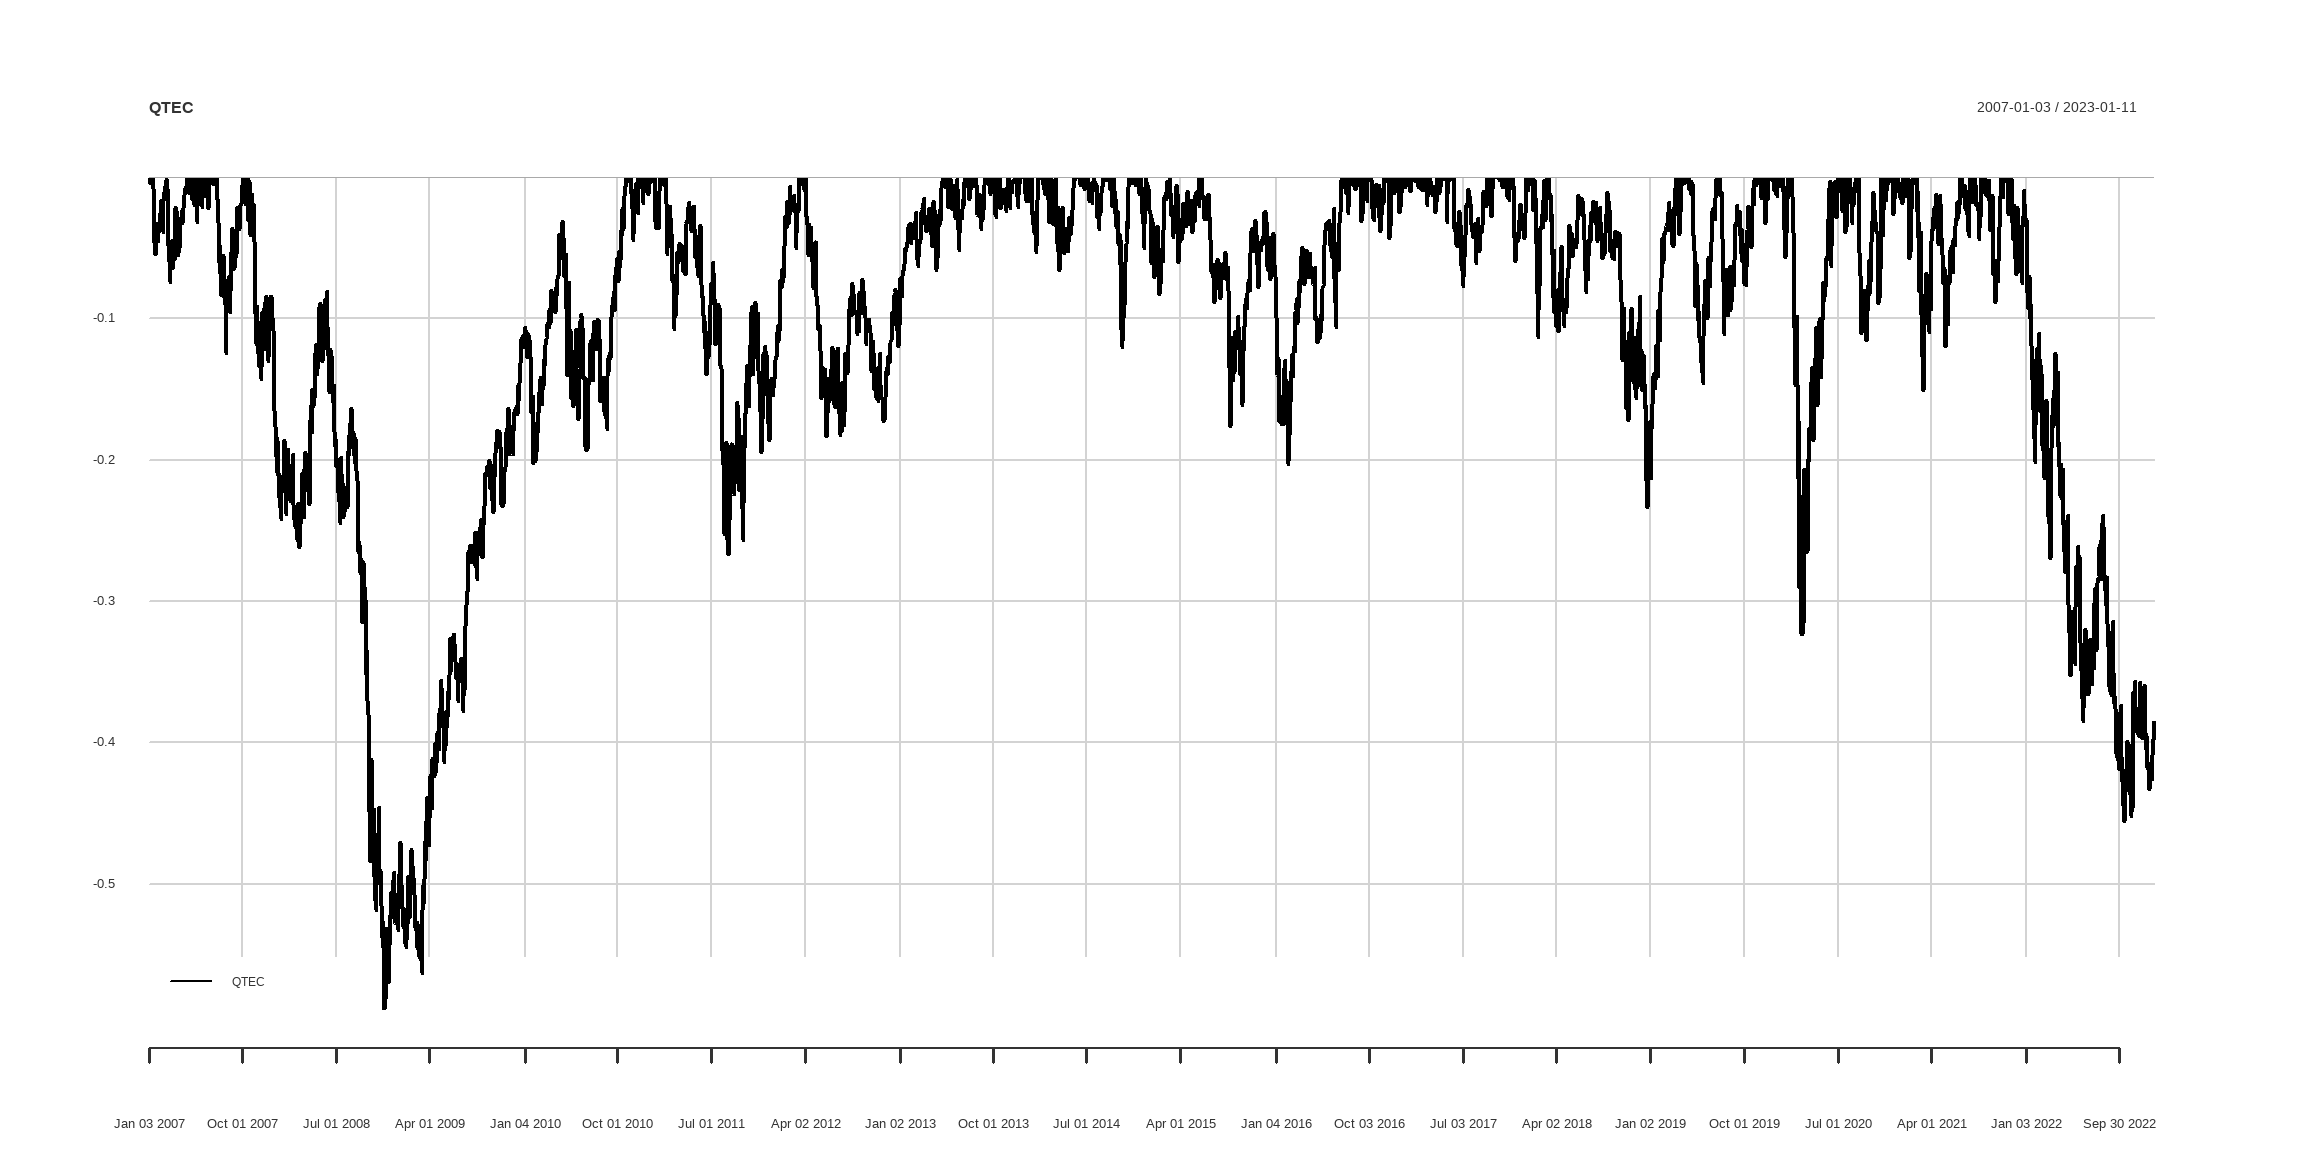 QTEC
2007-01-03 / 2023-01-11
-0.1
-0.2
-0.3
-0.4
-0.5
QTEC
Jan 03 2007 Oct 01 2007 Jul 01 2008 Apr 01 2009 Jan 04 2010 Oct 01 2010 Jul 01 2011 Apr 02 2012 Jan 02 2013 Oct 01 2013 Jul 01 2014 Apr 01 2015 Jan 04 2016 Oct 03 2016 Jul 03 2017 Apr 02 2018 Jan 02 2019 Oct 01 2019 Jul 01 2020 Apr 01 2021 Jan 03 2022 Sep 30 2022